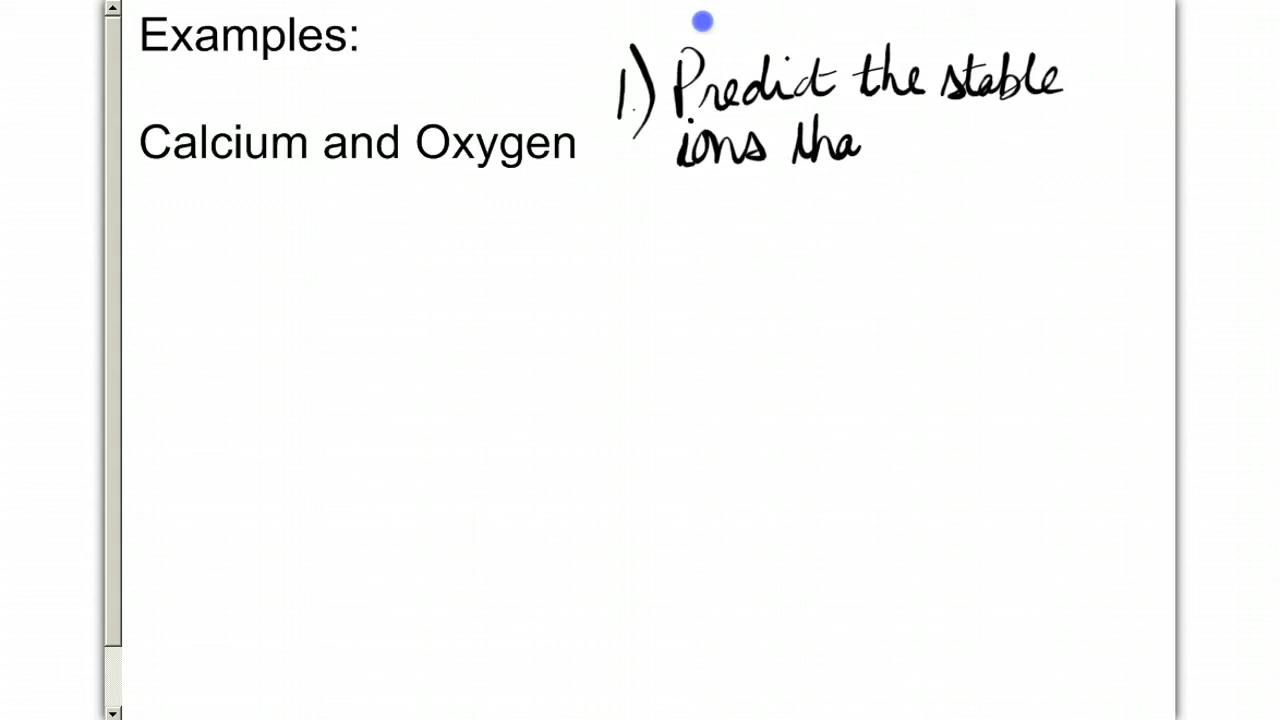 Examples:
Calcium and Oxygen
1.) Predict the stable
ions tha